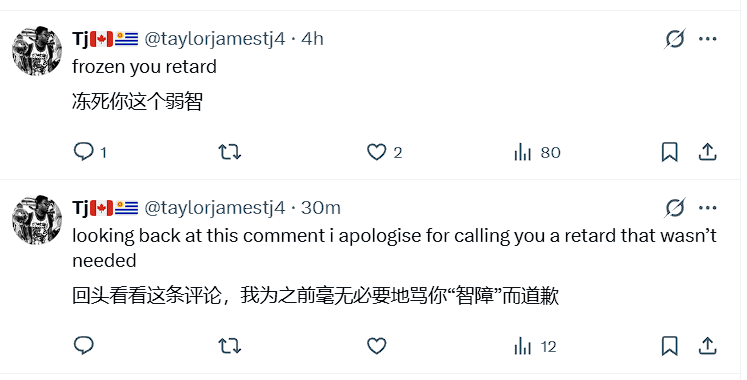 Tj🇨🇦🇺🇾 @taylorjamestj4 · 4h
frozen you retard
冻死你这个弱智
1 2 80
Tj🇨🇦🇺🇾 @taylorjamestj4 · 30m
looking back at this comment i apologise for calling you a retard that wasn’t
needed
回头看看这条评论，我为之前毫无必要地骂你“智障”而道歉
12